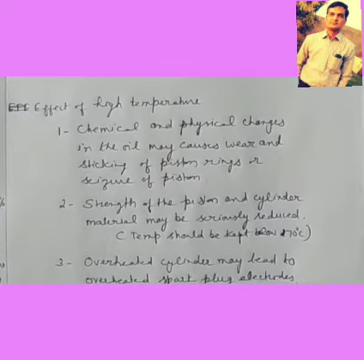 Effect of high temperature
1- Chemical and physical changes
in the oil may causes wear and
sticking of piston rings or
seizure of piston
2- Strength of the piston and cylinder
material may be seriously reduced.
( Temp should be kept below 270°C)
3- Overheated cylinder may lead to
overheated spark plug electrodes,